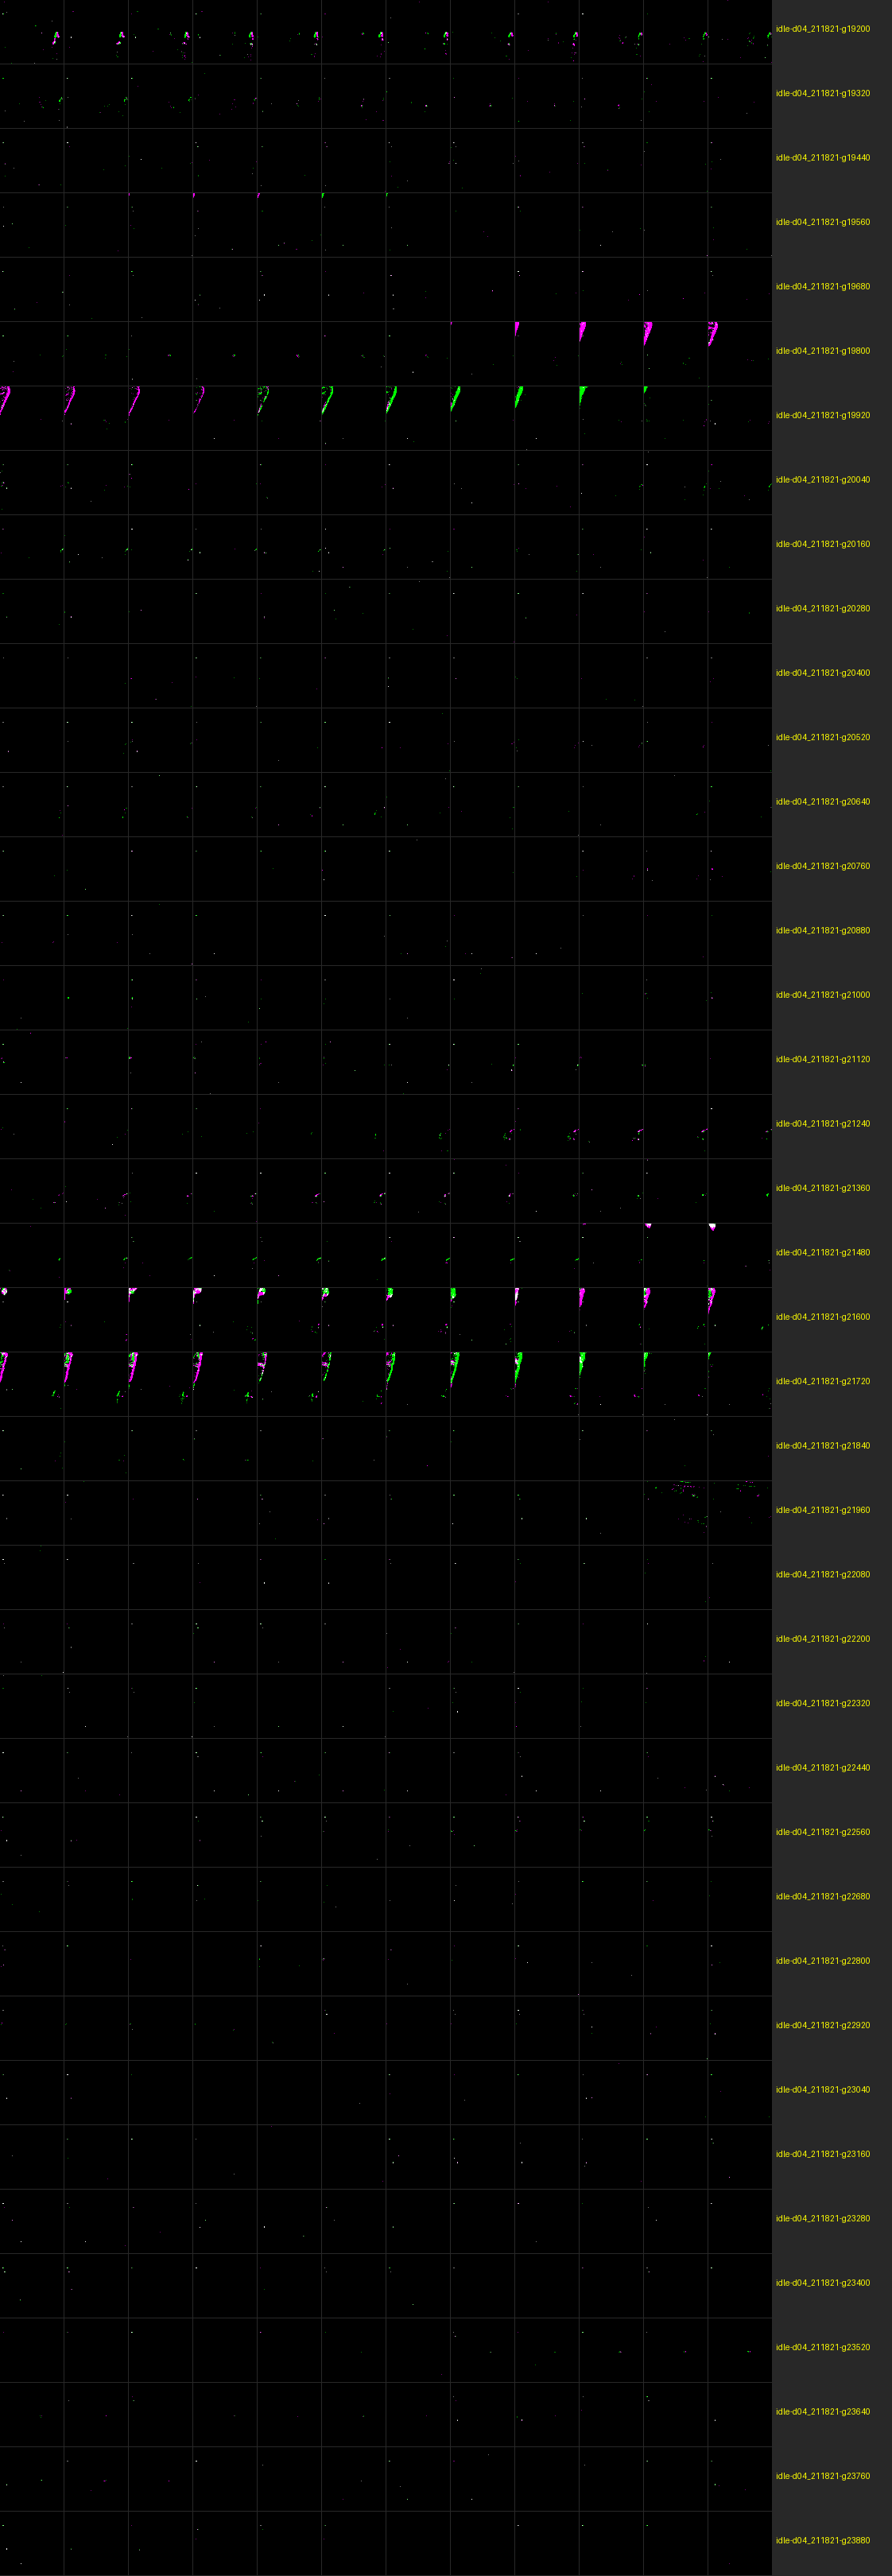 idle-d04_211821-g19200
idle-d04_211821-g19320
idle-d04_211821-g19440
idle-d04_211821-g19560
idle-d04_211821-g19680
idle-d04_211821-g19800
idle-d04_211821-g19920
idle-d04_211821-g20040
idle-d04_211821-g20160
idle-d04_211821-g20280
idle-d04_211821-g20400
idle-d04_211821-g20520
idle-d04_211821-g20640
idle-d04_211821-g20760
idle-d04_211821-g20880
idle-d04_211821-g21000
idle-d04_211821-g21120
idle-d04_211821-g21240
idle-d04_211821-g21360
idle-d04_211821-g21480
idle-d04_211821-g21600
idle-d04_211821-g21720
idle-d04_211821-g21840
idle-d04_211821-g21960
idle-d04_211821-g22080
idle-d04_211821-g22200
idle-d04_211821-g22320
idle-d04_211821-g22440
idle-d04_211821-g22560
idle-d04_211821-g22680
idle-d04_211821-g22800
idle-d04_211821-g22920
idle-d04_211821-g23040
idle-d04_211821-g23160
idle-d04_211821-g23280
idle-d04_211821-g23400
idle-d04_211821-g23520
idle-d04_211821-g23640
idle-d04_211821-g23760
idle-d04_211821-g23880